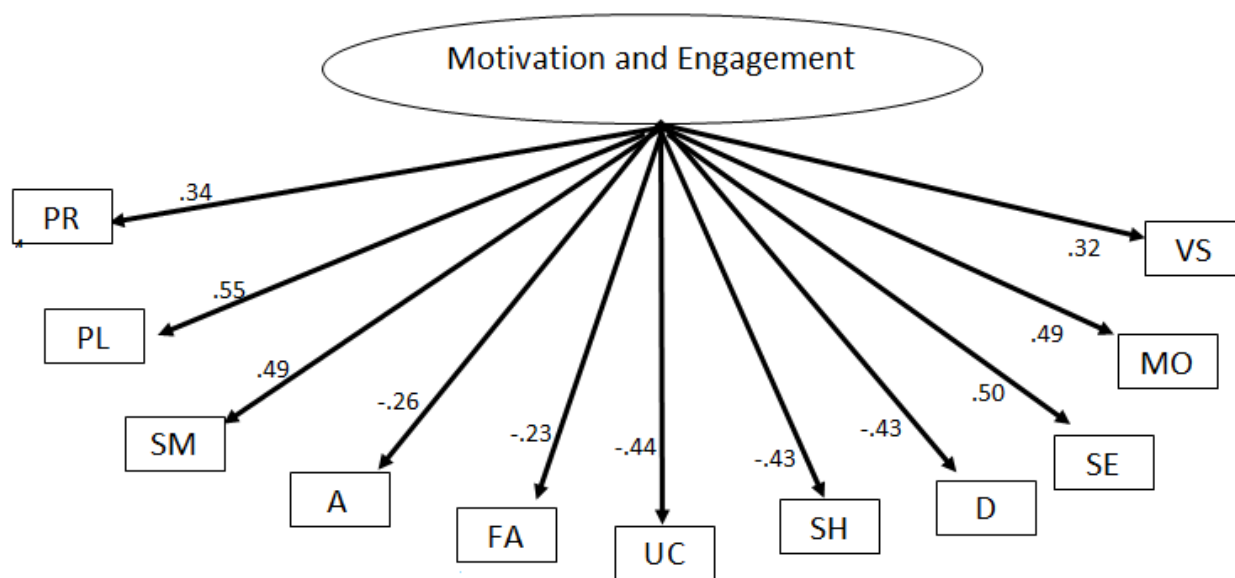 Motivation and Engagement
.34
PR
.32
VS
.55
PL
.49
MO
.49
SM
-.26
A
-.23
FA
-.44
UC
-.43
SH
-.43
D
.50
SE